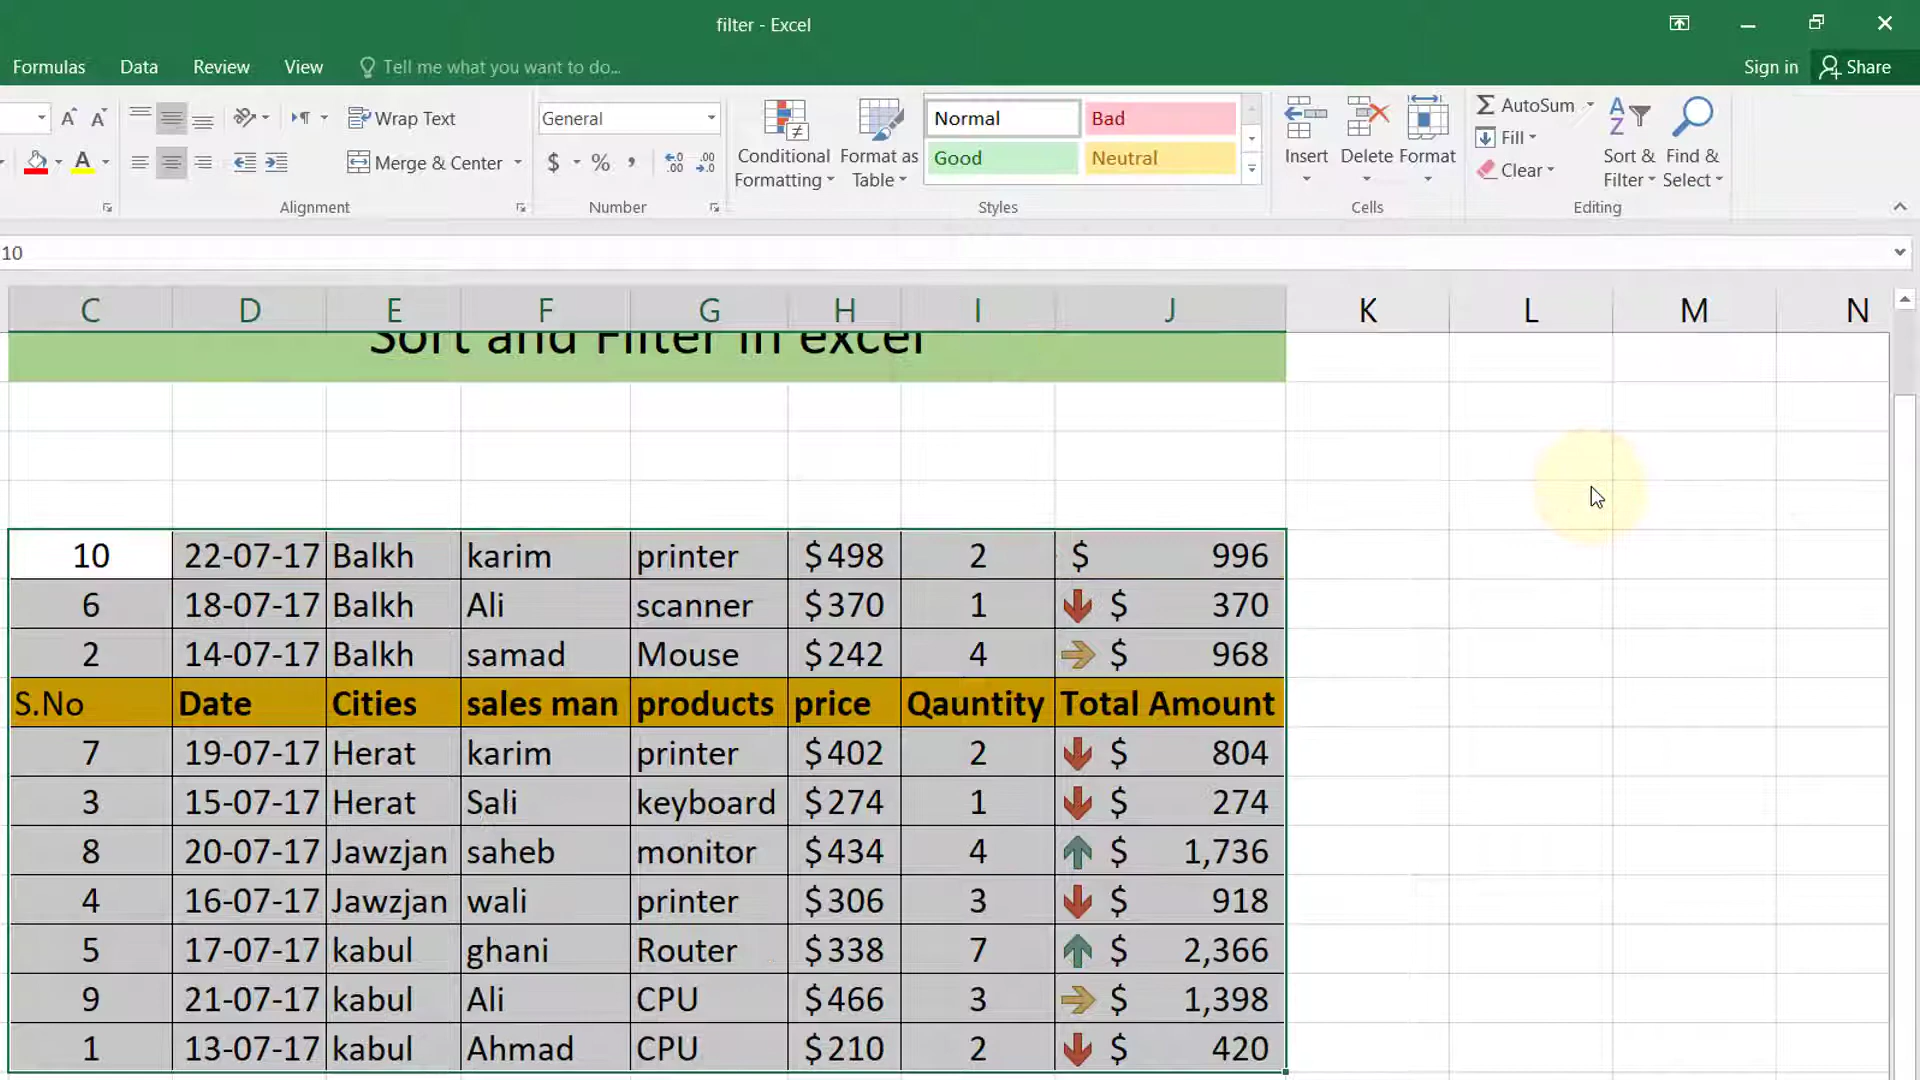 filter - Excel
Formulas Data Review View Tell me what you want to do... Sign in Share
Wrap Text General Normal Bad AutoSum
Conditional Formatting Format as Table Insert Delete Format Fill Sort & Filter Find & Select
Merge & Center $ % Good Neutral Clear
Alignment Number Styles Cells Editing
10
C D E F G H I J K L M N
Sort and Filter in excel
10 22-07-17 Balkh karim printer $498 2 $ 996
6 18-07-17 Balkh Ali scanner $370 1 $ 370
2 14-07-17 Balkh samad Mouse $242 4 $ 968
S.No Date Cities sales man products price Qauntity Total Amount
7 19-07-17 Herat karim printer $402 2 $ 804
3 15-07-17 Herat Sali keyboard $274 1 $ 274
8 20-07-17 Jawzjan saheb monitor $434 4 $ 1,736
4 16-07-17 Jawzjan wali printer $306 3 $ 918
5 17-07-17 kabul ghani Router $338 7 $ 2,366
9 21-07-17 kabul Ali CPU $466 3 $ 1,398
1 13-07-17 kabul Ahmad CPU $210 2 $ 420